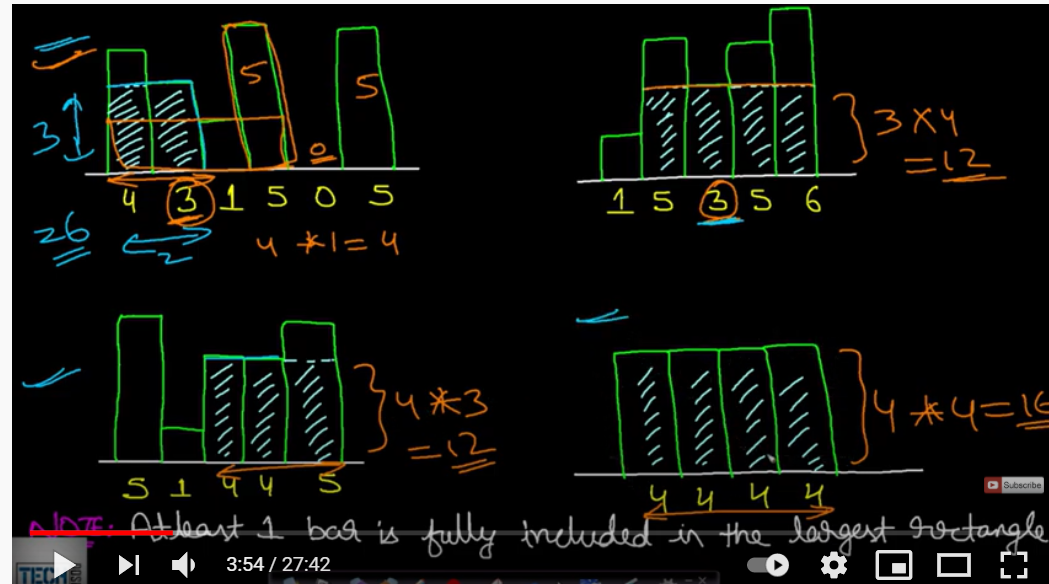 5 5
3
0
4 3 1 5 0 5
26 2 4 * 1 = 4
3 X 4
= 12
1 5 3 5 6
4 * 3
= 12
5 1 4 4 5
4 * 4 = 16
4 4 4 4
Subscribe
NOTE: Atleast 1 bar is fully included in the largest rectangle
TECH
3:54 / 27:42